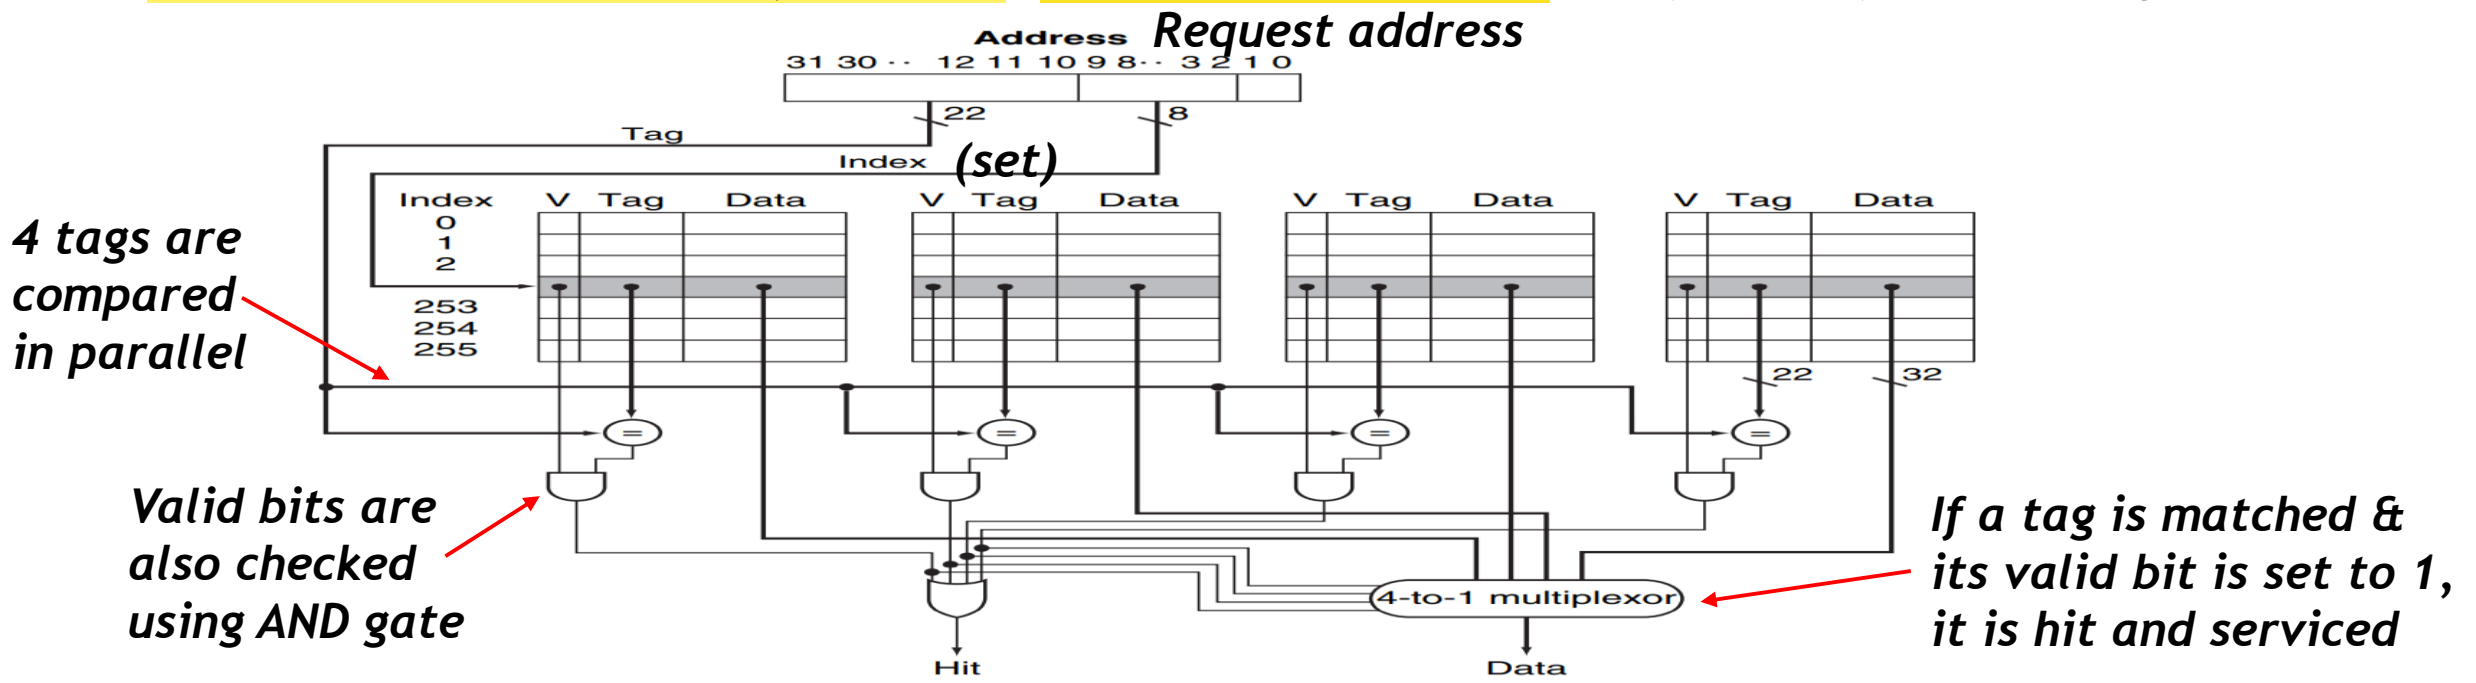 Address Request address
31 30 ·· 12 11 10 9 8 ·· 3 2 1 0
22 8
Tag
Index (set)
Index V Tag Data V Tag Data V Tag Data V Tag Data
0
1
2
253
254
255
4 tags are
compared
in parallel
22 32
= = = =
Valid bits are
also checked
using AND gate
If a tag is matched &
its valid bit is set to 1,
it is hit and serviced
4-to-1 multiplexor
Hit Data